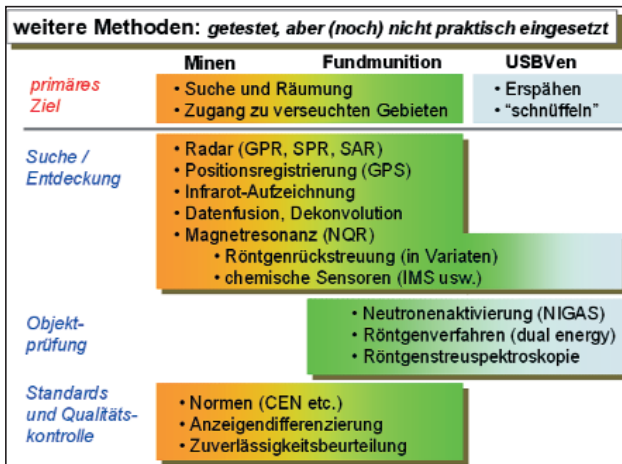 weitere Methoden: getestet, aber (noch) nicht praktisch eingesetzt
Minen Fundmunition USBVen
primäres
Ziel
• Suche und Räumung
• Zugang zu verseuchten Gebieten
• Erspähen
• “schnüffeln”
Suche /
Entdeckung
• Radar (GPR, SPR, SAR)
• Positionsregistrierung (GPS)
• Infrarot-Aufzeichnung
• Datenfusion, Dekonvolution
• Magnetresonanz (NQR)
• Röntgenrückstreuung (in Variaten)
• chemische Sensoren (IMS usw.)
Objekt-
prüfung
• Neutronenaktivierung (NIGAS)
• Röntgenverfahren (dual energy)
• Röntgenstreuspektroskopie
Standards
und Qualitäts-
kontrolle
• Normen (CEN etc.)
• Anzeigendifferenzierung
• Zuverlässigkeitsbeurteilung